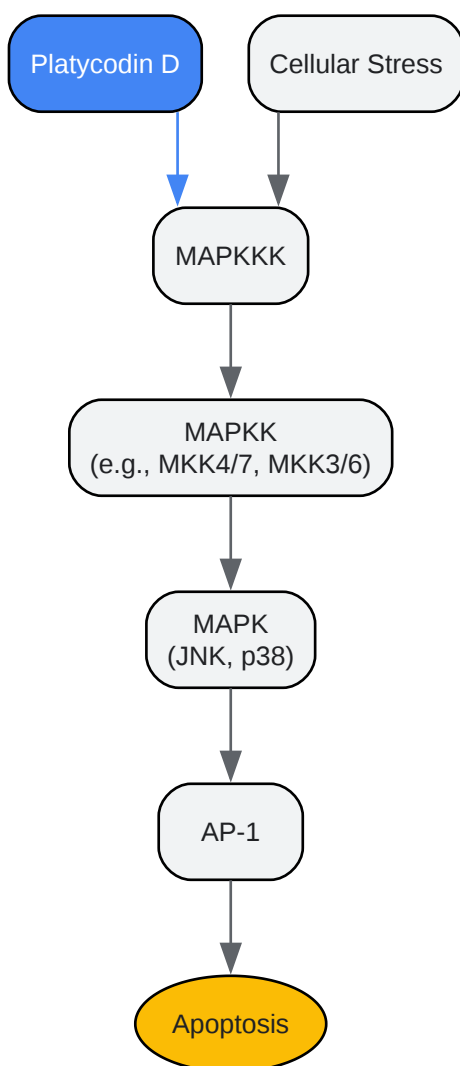 Platycodin D
Cellular Stress
MAPKKK
MAPKK
(e.g., MKK4/7, MKK3/6)
MAPK
(JNK, p38)
AP-1
Apoptosis